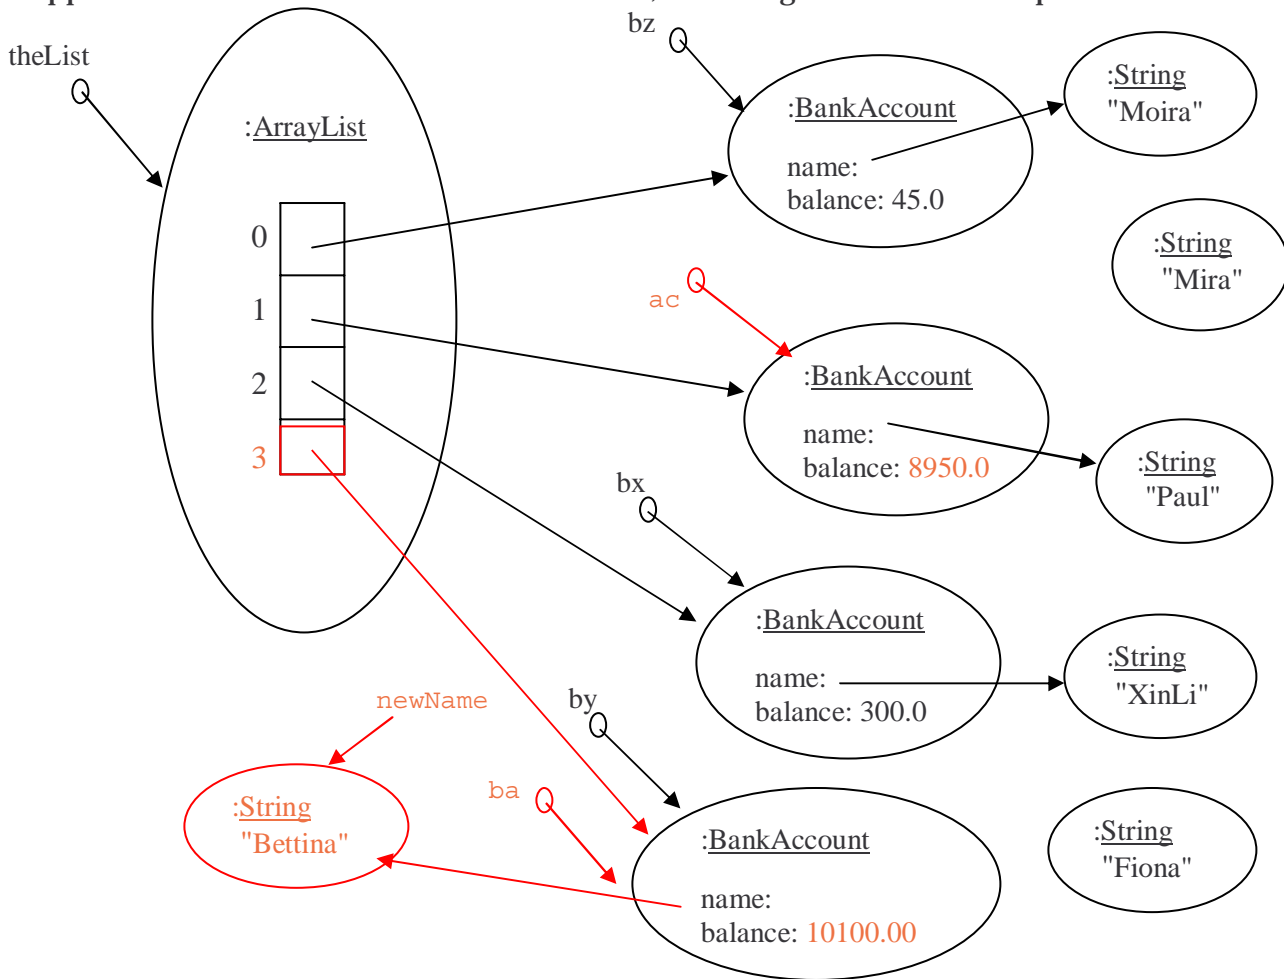 theList
:ArrayList
0
1
2
3
bz
:BankAccount
name:
balance: 45.0
:String
"Moira"
:String
"Mira"
ac
:BankAccount
name:
balance: 8950.0
:String
"Paul"
bx
:BankAccount
name:
balance: 300.0
:String
"XinLi"
newName
:String
"Bettina"
by
ba
:BankAccount
name:
balance: 10100.00
:String
"Fiona"